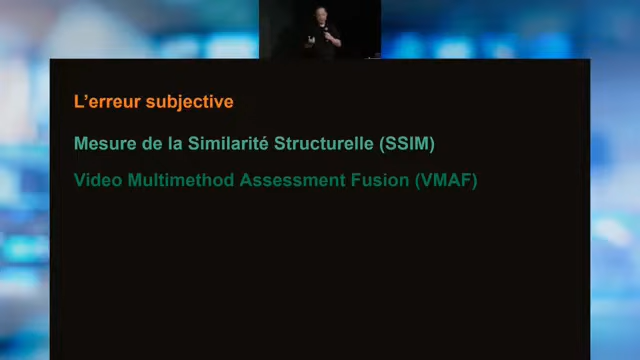 L'erreur subjective
Mesure de la Similarité Structurelle (SSIM)
Video Multimethod Assessment Fusion (VMAF)